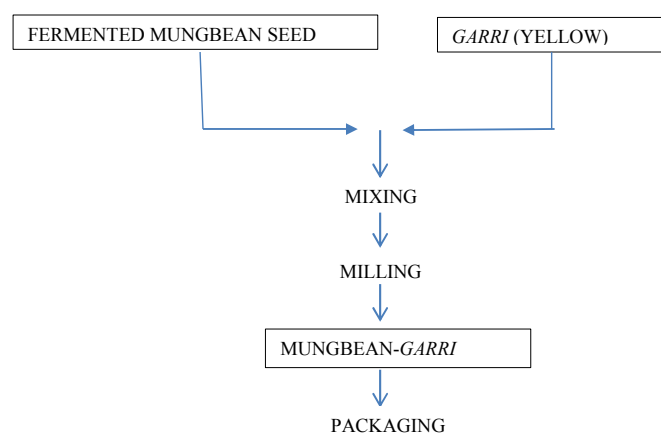 FERMENTED MUNGBEAN SEED
GARRI (YELLOW)
MIXING
MILLING
MUNGBEAN-GARRI
PACKAGING